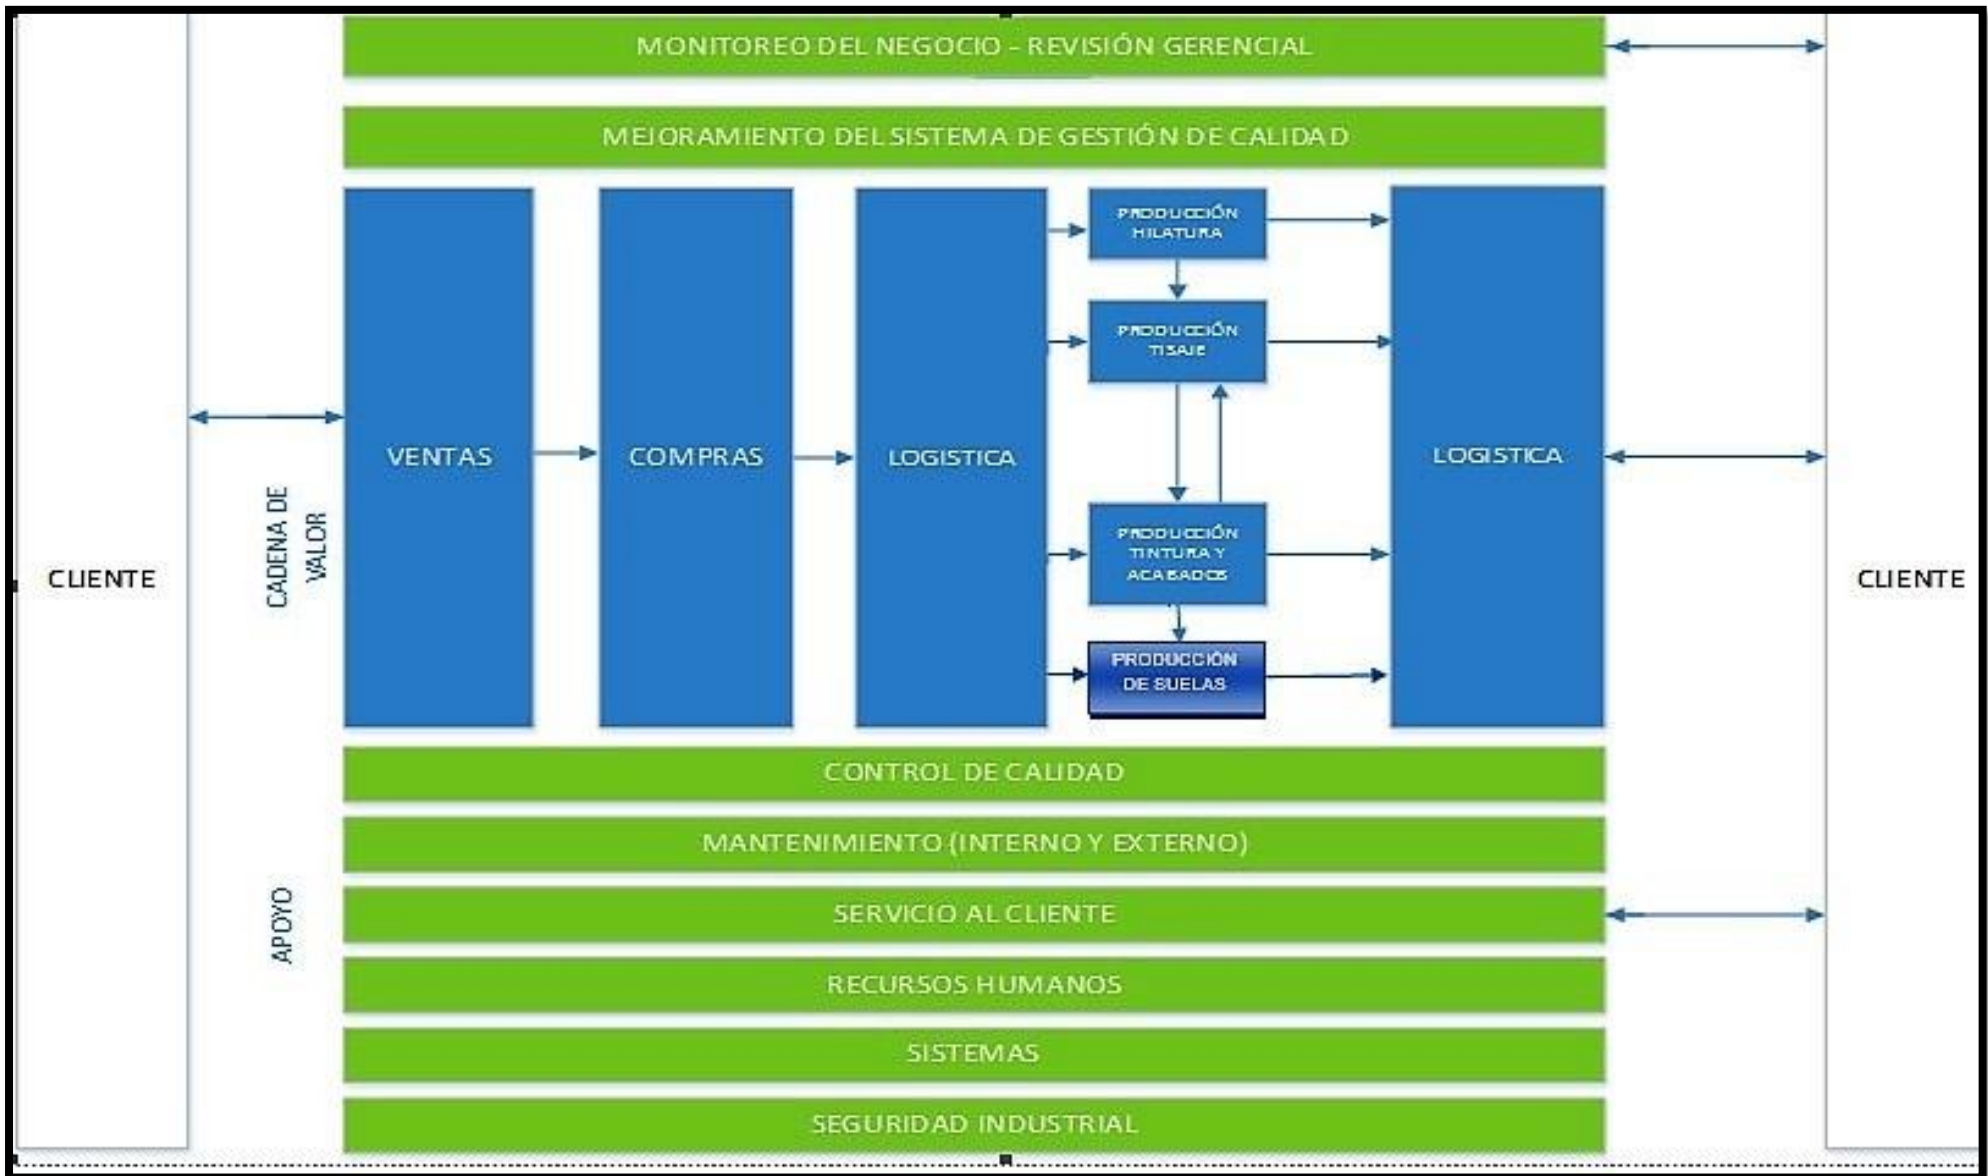 MONITOREO DEL NEGOCIO - REVISIÓN GERENCIAL
MEJORAMIENTO DEL SISTEMA DE GESTIÓN DE CALIDAD
CLIENTE
CADENA DE
VALOR
VENTAS
COMPRAS
LOGISTICA
PRODUCCIÓN
HILATURA
PRODUCCIÓN
TISAJE
PRODUCCIÓN
TINTURA Y
ACABADOS
PRODUCCIÓN
DE SUELAS
LOGISTICA
CLIENTE
APOYO
CONTROL DE CALIDAD
MANTENIMIENTO (INTERNO Y EXTERNO)
SERVICIO AL CLIENTE
RECURSOS HUMANOS
SISTEMAS
SEGURIDAD INDUSTRIAL